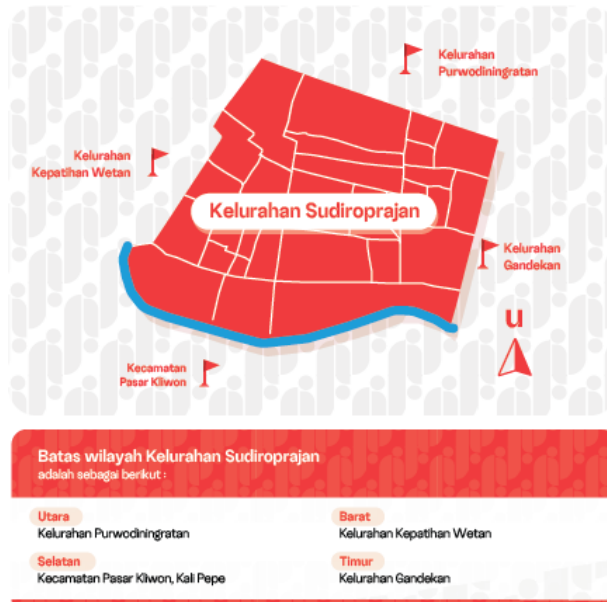 Kelurahan
Purwodiningratan
Kelurahan
Kepatihan Wetan
Kelurahan Sudiroprajan
Kelurahan
Gandekan
u
Kecamatan
Pasar Kliwon
Batas wilayah Kelurahan Sudiroprajan
adalah sebagai berikut :
Utara
Kelurahan Purwodiningratan
Barat
Kelurahan Kepatihan Wetan
Selatan
Kecamatan Pasar Kliwon, Kali Pepe
Timur
Kelurahan Gandekan